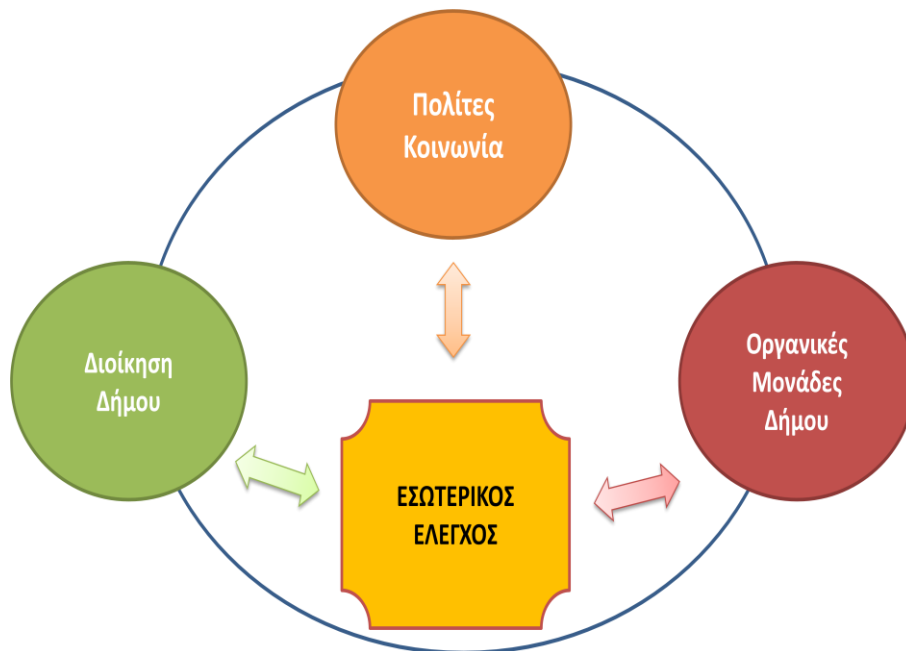 Πολίτες
Κοινωνία
Διοίκηση
Δήμου
Οργανικές
Μονάδες
Δήμου
ΕΣΩΤΕΡΙΚΟΣ
ΕΛΕΓΧΟΣ